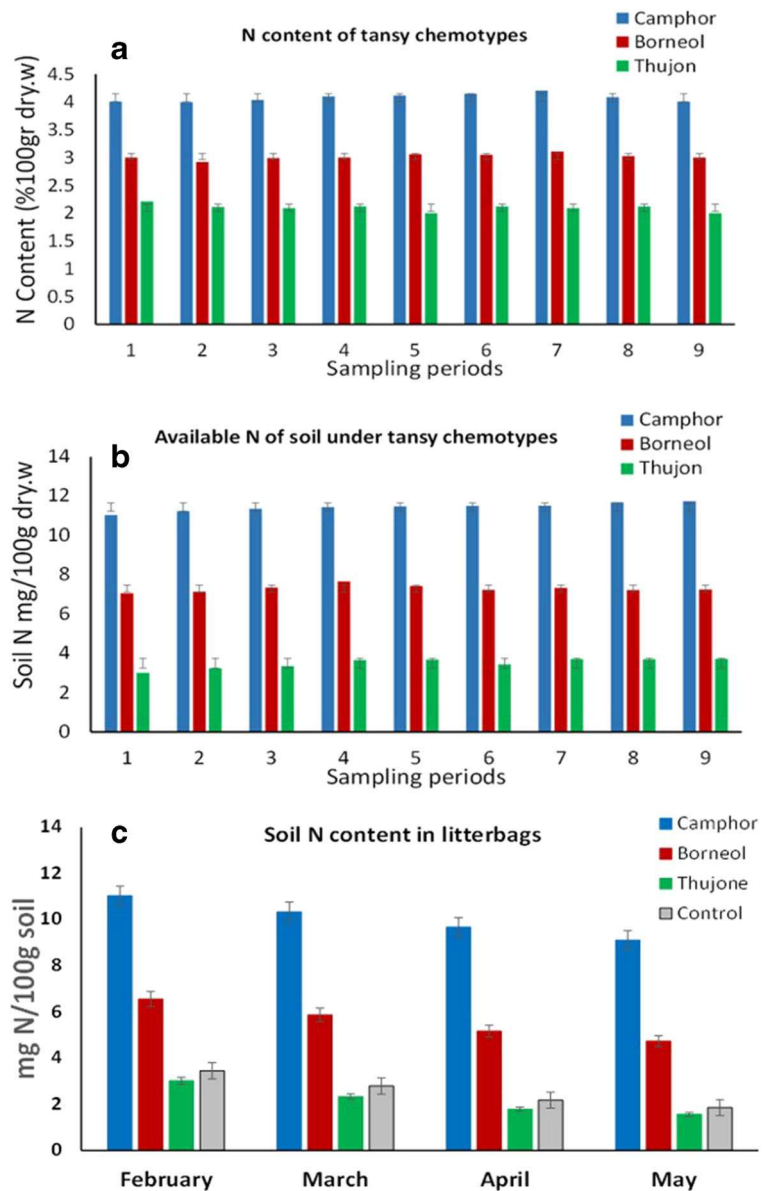 a
N content of tansy chemotypes
Camphor
Borneol
Thujon
N Content (%100gr dry.w)
4.5
4
3.5
3
2.5
2
1.5
1
0.5
0
1 2 3 4 5 6 7 8 9
Sampling periods
b
Available N of soil under tansy chemotypes
Camphor
Borneol
Thujon
Soil N mg/100g dry.w
14
12
10
8
6
4
2
0
1 2 3 4 5 6 7 8 9
Sampling periods
c
Soil N content in litterbags
Camphor
Borneol
Thujone
Control
mg N/100g soil
14
12
10
8
6
4
2
0
February March April May